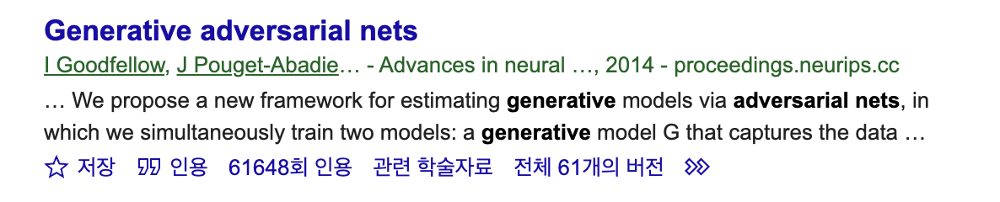 Generative adversarial nets
I Goodfellow, J Pouget-Abadie… - Advances in neural …, 2014 - proceedings.neurips.cc
… We propose a new framework for estimating generative models via adversarial nets, in
which we simultaneously train two models: a generative model G that captures the data …
저장 인용 61648회 인용 관련 학술자료 전체 61개의 버전